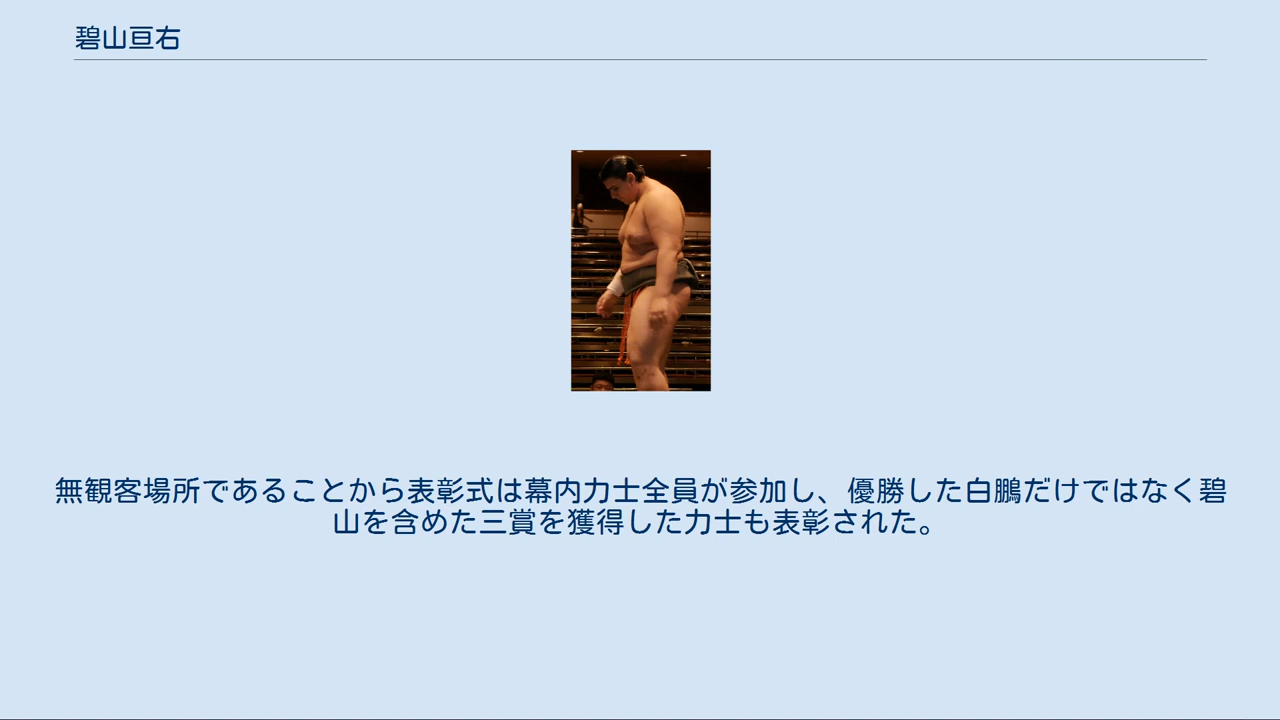 碧山亘右
無観客場所であることから表彰式は幕内力士全員が参加し、優勝した白鵬だけではなく碧
山を含めた三賞を獲得した力士も表彰された。